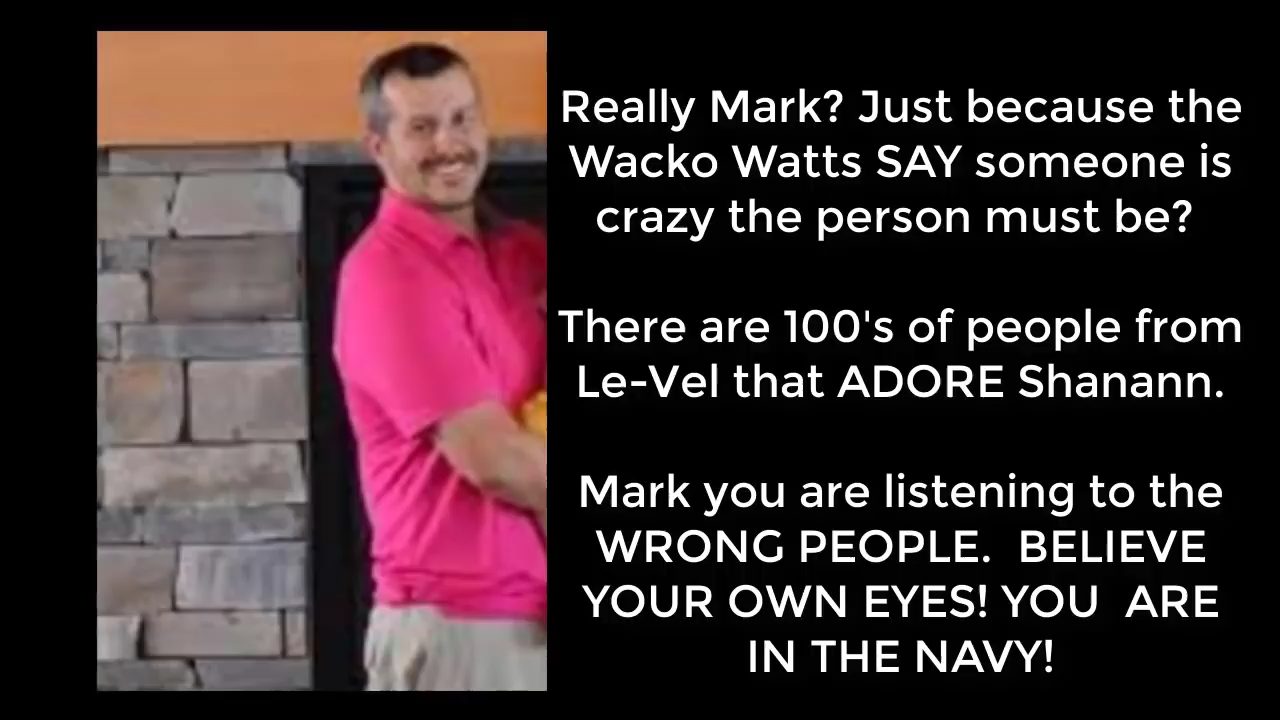 Really Mark? Just because the
Wacko Watts SAY someone is
crazy the person must be?
There are 100's of people from
Le-Vel that ADORE Shanann.
Mark you are listening to the
WRONG PEOPLE.  BELIEVE
YOUR OWN EYES! YOU  ARE
IN THE NAVY!